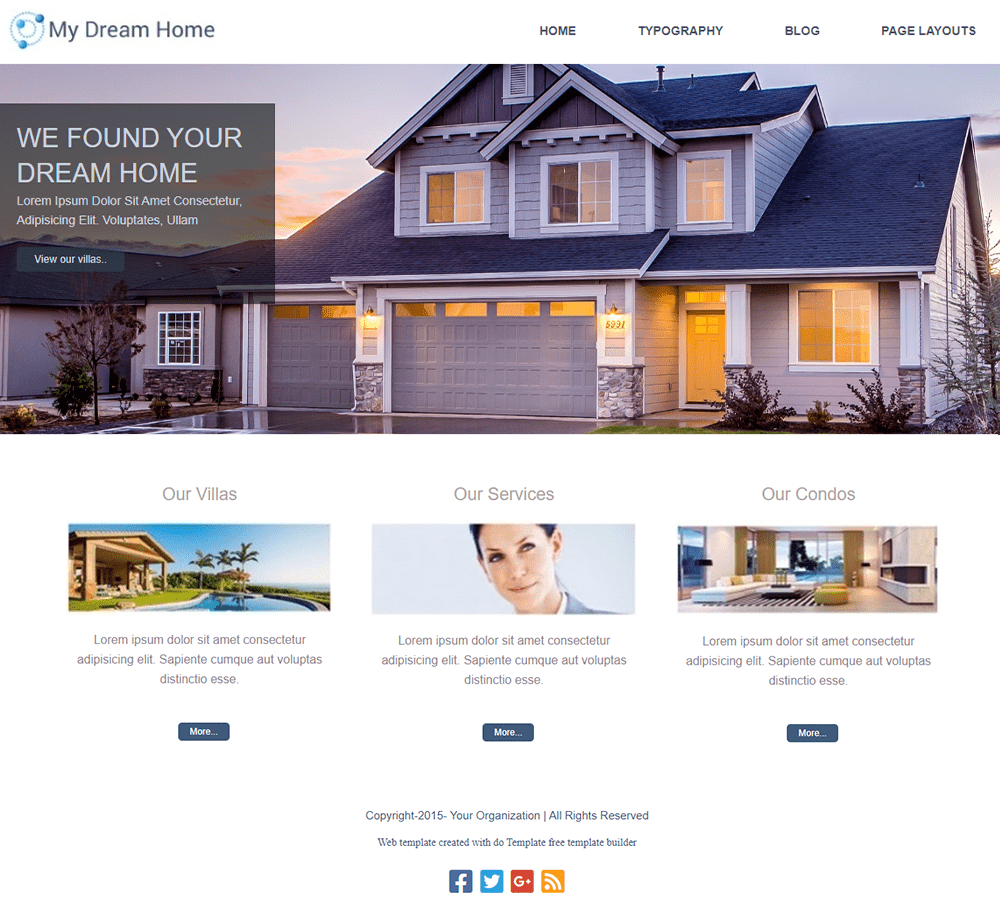 My Dream Home
HOME TYPOGRAPHY BLOG PAGE LAYOUTS
WE FOUND YOUR
DREAM HOME
Lorem Ipsum Dolor Sit Amet Consectetur,
Adipisicing Elit. Voluptates, Ullam
View our villas..
5991
Our Villas
Lorem ipsum dolor sit amet consectetur
adipisicing elit. Sapiente cumque aut voluptas
distinctio esse.
More...
Our Services
Lorem ipsum dolor sit amet consectetur
adipisicing elit. Sapiente cumque aut voluptas
distinctio esse.
More...
Our Condos
Lorem ipsum dolor sit amet consectetur
adipisicing elit. Sapiente cumque aut voluptas
distinctio esse.
More...
Copyright-2015- Your Organization | All Rights Reserved
Web template created with do Template free template builder
G+